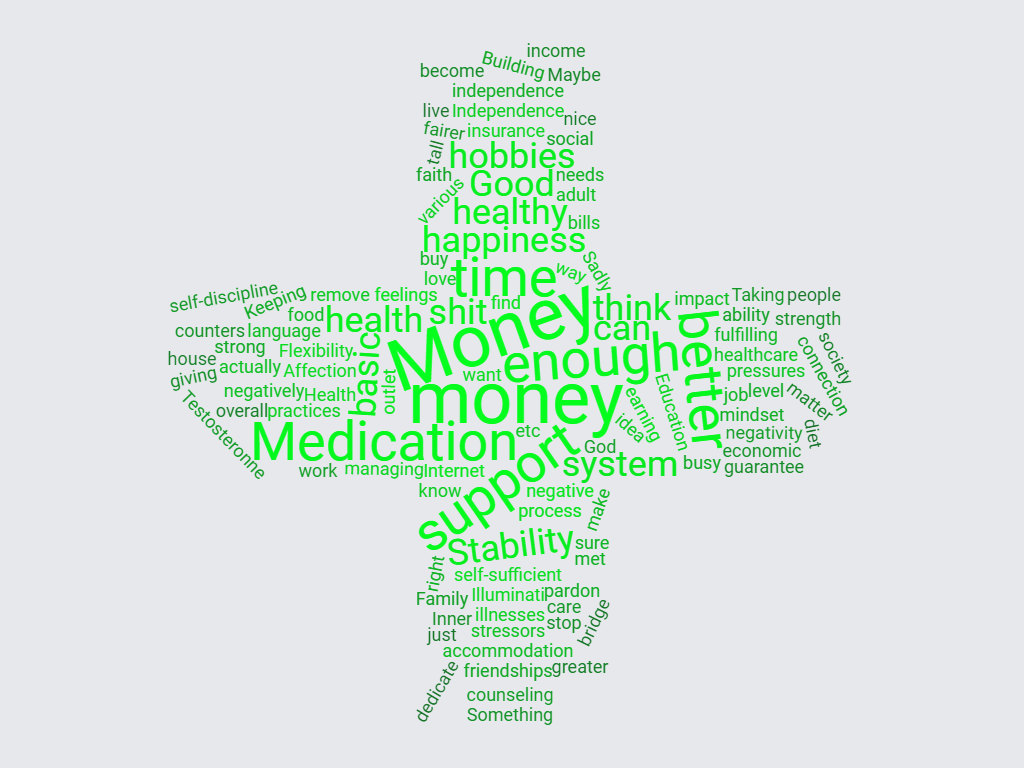 income
Building
become
Maybe
independence
live
Independence
nice
fairer
insurance
social
tall
hobbies
faith
Good
needs
various
adult
healthy
bills
happiness
buy
Sadly
love
time
way
self-discipline
Keeping
remove
feelings
find
impact
Taking
people
food
health
shit
Money
think
ability
strength
counters
language
can
fulfilling
society
house
strong
Flexibility
basic
enough
better
healthcare
connection
giving
actually
Affection
outlet
want
pressures
negatively
Health
money
earning
Education
job
level
matter
Testosteronne
overall
practices
idea
mindset
diet
Medication
etc
God
negativity
economic
work
managing
Internet
support
system
busy
guarantee
know
negative
make
process
Stability
sure
met
right
self-sufficient
Family
Illuminati
pardon
care
Inner
illnesses
stop
bridge
just
stressors
accommodation
friendships
greater
dedicate
counseling
Something